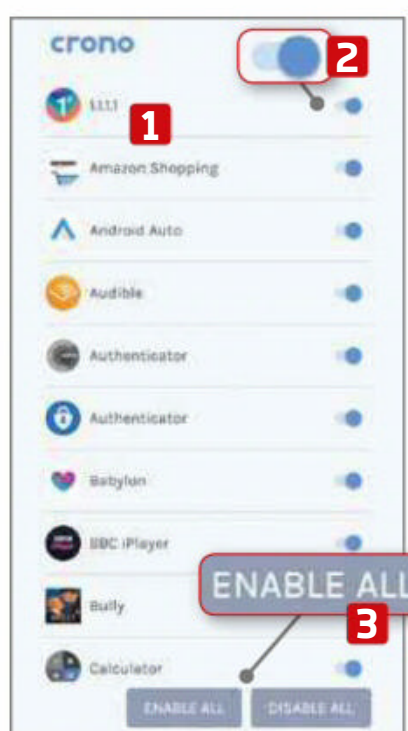 crono
2
1.1.1.1
1
Amazon Shopping
Android Auto
Audible
Authenticator
Authenticator
Babylon
BBC iPlayer
ENABLE ALL
Bully
3
Calculator
ENABLE ALL DISABLE ALL